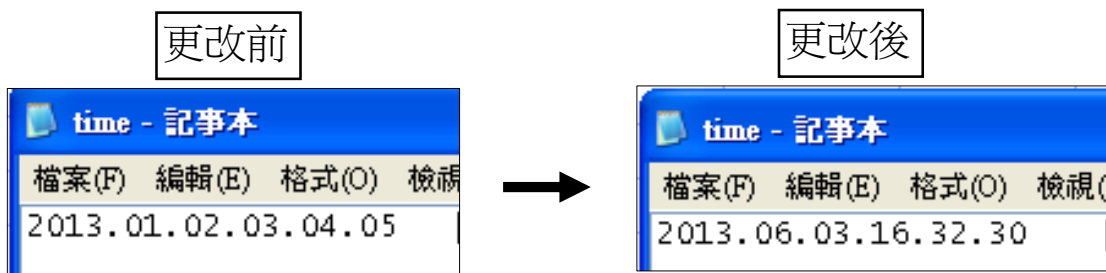 更改前
更改後
time - 記事本
檔案(F) 編輯(E) 格式(O) 檢視
2013.01.02.03.04.05
time - 記事本
檔案(F) 編輯(E) 格式(O) 檢視(
2013.06.03.16.32.30